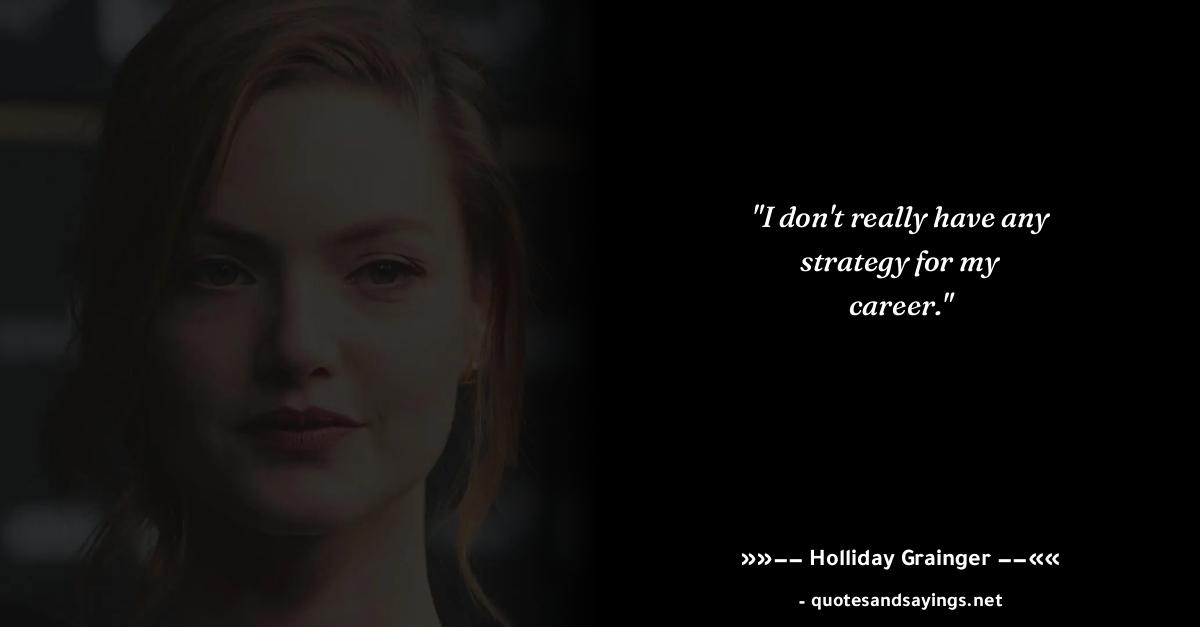 "I don't really have any
strategy for my
career."
»»–– Holliday Grainger ––««
- quotesandsayings.net